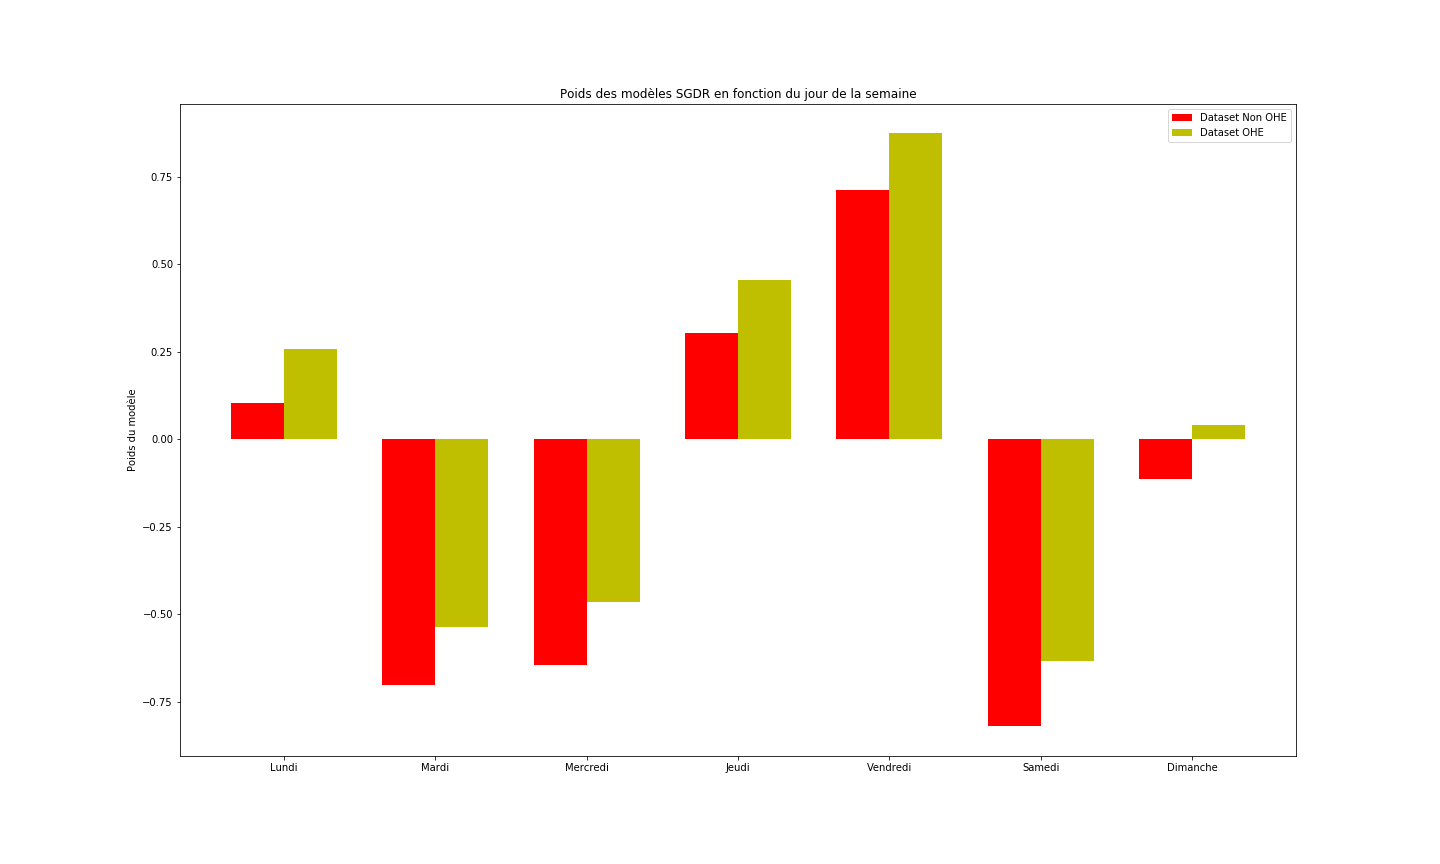 Poids des modèles SGDR en fonction du jour de la semaine
Dataset Non OHE
Dataset OHE
Poids du modèle
0.75
0.50
0.25
0.00
−0.25
−0.50
−0.75
Lundi Mardi Mercredi Jeudi Vendredi Samedi Dimanche